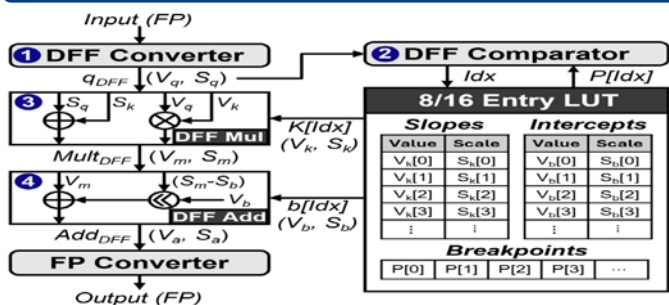 Input (FP)
1 DFF Converter
2 DFF Comparator
qDFF (Vq, Sq)
Idx
P[Idx]
3
Sq
Sk
Vq
Vk
DFF Mul
K[Idx]
(Vk, Sk)
8/16 Entry LUT
Slopes
Intercepts
Value Scale
Value Scale
Vk[0] Sk[0]
Vb[0] Sb[0]
Vk[1] Sk[1]
Vb[1] Sb[1]
Vk[2] Sk[2]
Vb[2] Sb[2]
Vk[3] Sk[3]
Vb[3] Sb[3]
⋮ ⋮
⋮ ⋮
MultDFF (Vm, Sm)
4
Vm
(Sm-Sb)
Vb
DFF Add
b[Idx]
(Vb, Sb)
Breakpoints
P[0] P[1] P[2] P[3] ...
AddDFF (Va, Sa)
FP Converter
Output (FP)